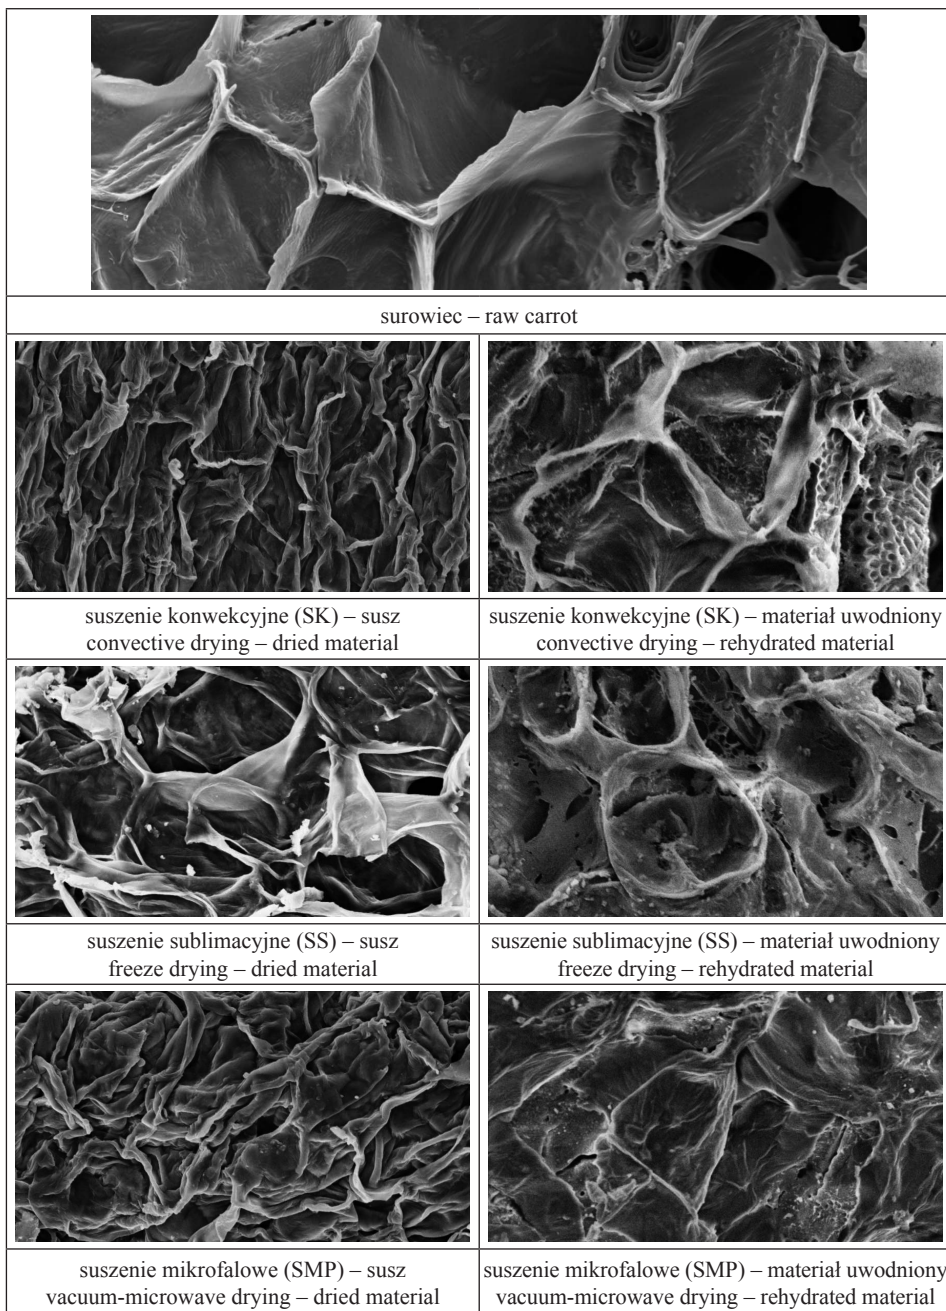 surowiec – raw carrot
suszenie konwekcyjne (SK) – susz
convective drying – dried material
suszenie konwekcyjne (SK) – materiał uwodniony
convective drying – rehydrated material
suszenie sublimacyjne (SS) – susz
freeze drying – dried material
suszenie sublimacyjne (SS) – materiał uwodniony
freeze drying – rehydrated material
suszenie mikrofalowe (SMP) – susz
vacuum-microwave drying – dried material
suszenie mikrofalowe (SMP) – materiał uwodniony
vacuum-microwave drying – rehydrated material